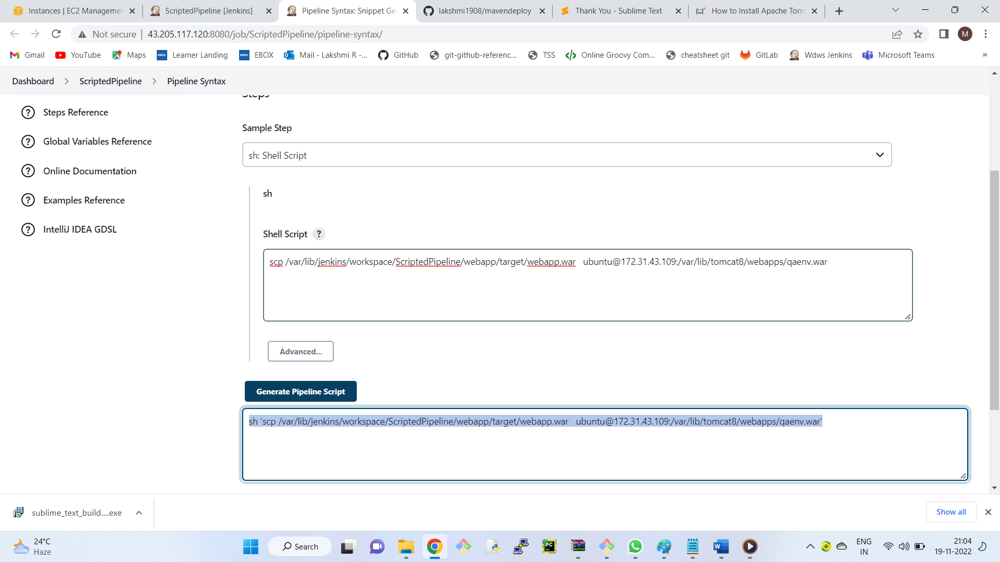 Instances | EC2 Managemen
ScriptedPipeline [Jenkins]
Pipeline Syntax: Snippet Ge
lakshmi1908/mavendeploy
Thank You - Sublime Text
How to Install Apache Tomc
Not secure
43.205.117.120:8080/job/ScriptedPipeline/pipeline-syntax/
M
Gmail
YouTube
Maps
HCL Learner Landing
HCL EBOX
Mail - Lakshmi R -...
GitHub
git-github-referenc...
TSS
Online Groovy Com...
cheatsheet git
GitLab
Wdws Jenkins
Microsoft Teams
»
Dashboard
ScriptedPipeline
Pipeline Syntax
Steps
? Steps Reference
? Global Variables Reference
? Online Documentation
? Examples Reference
? IntelliJ IDEA GDSL
Sample Step
sh: Shell Script
sh
Shell Script ?
scp /var/lib/jenkins/workspace/ScriptedPipeline/webapp/target/webapp.war   ubuntu@172.31.43.109:/var/lib/tomcat8/webapps/qaenv.war
Advanced...
Generate Pipeline Script
sh 'scp /var/lib/jenkins/workspace/ScriptedPipeline/webapp/target/webapp.war   ubuntu@172.31.43.109:/var/lib/tomcat8/webapps/qaenv.war'
sublime_text_build....exe
Show all
24°C
Haze
Search
PC
W
ENG
IN
21:04
19-11-2022